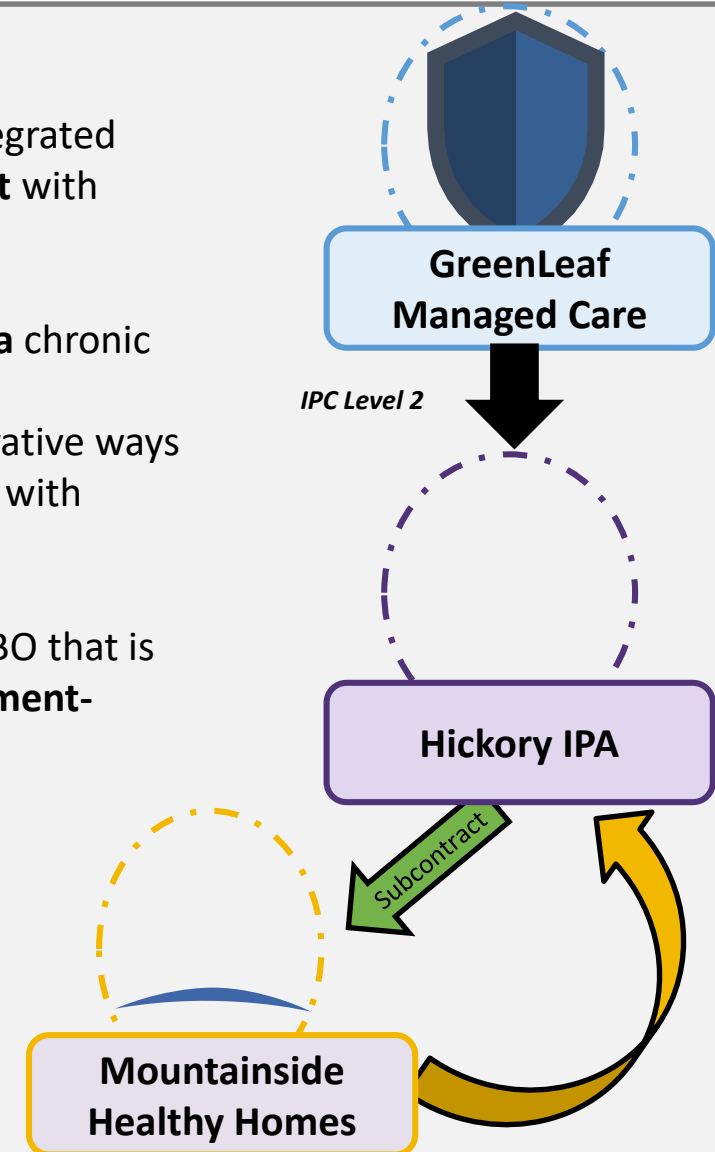 egrated
t with
a chronic
rative ways
with
BO that is
ment-
GreenLeaf
Managed Care
IPC Level 2
Hickory IPA
Subcontract
Mountainside
Healthy Homes